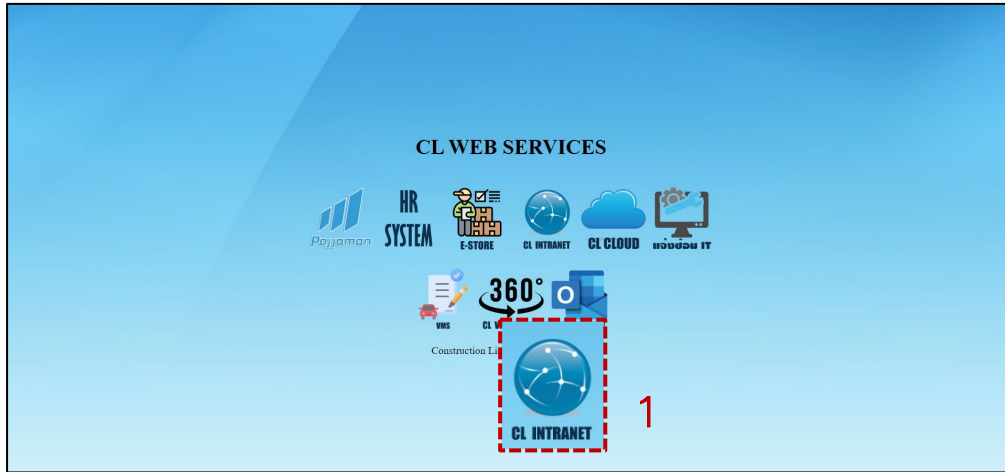 CL WEB SERVICES
Pojjaman
HR
SYSTEM
E-STORE
CL INTRANET
CL CLOUD
แจ้งซ่อม IT
360°
O
VMS
CL
Construction
CL INTRANET
1